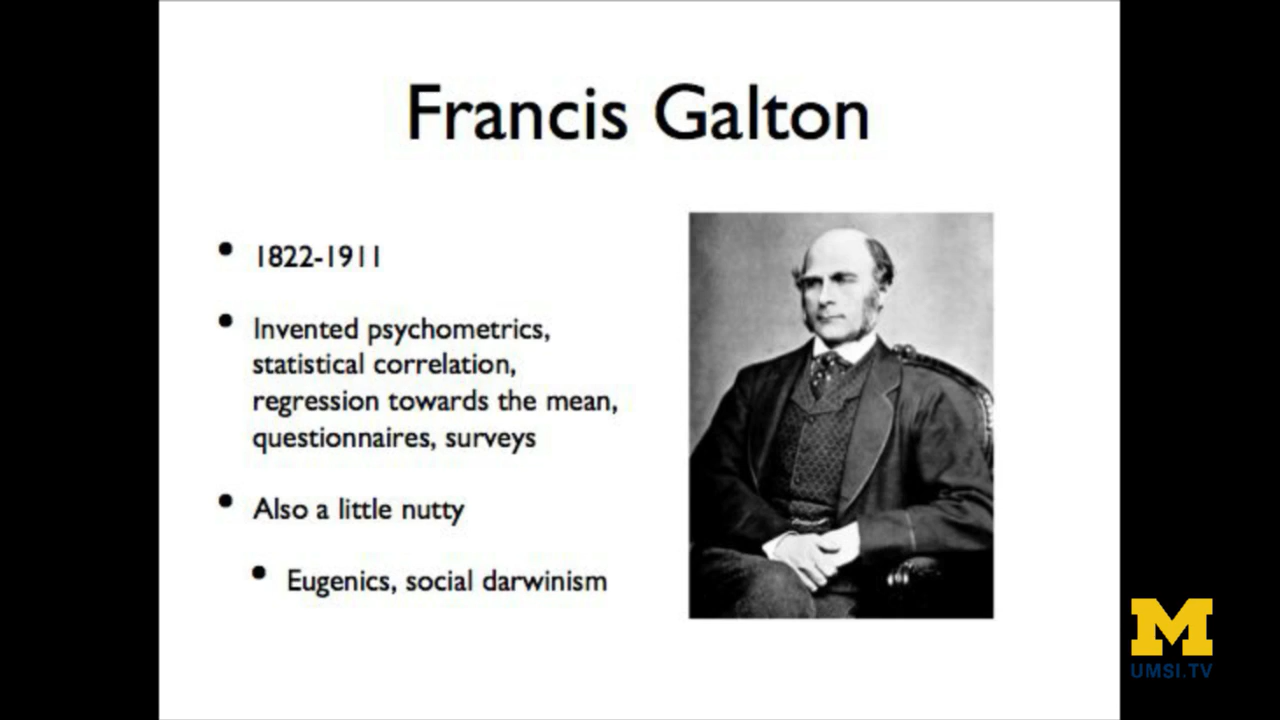 Francis Galton
• 1822-1911
• Invented psychometrics,
statistical correlation,
regression towards the mean,
questionnaires, surveys
• Also a little nutty
• Eugenics, social darwinism
M
UMSI.TV